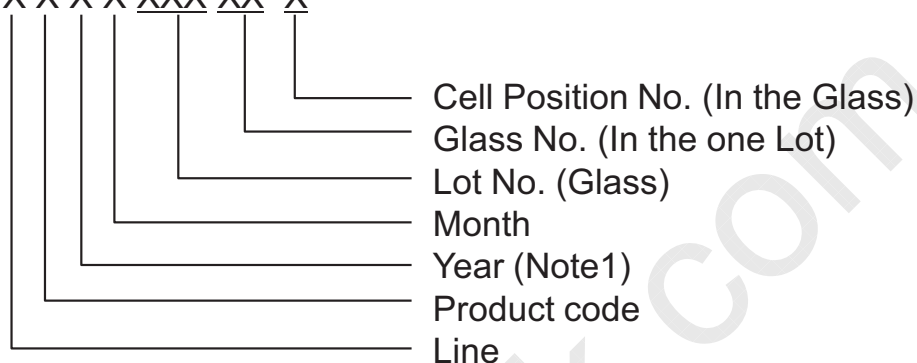 X X X X XXX XX X
Cell Position No. (In the Glass)
Glass No. (In the one Lot)
Lot No. (Glass)
Month
Year (Note1)
Product code
Line
com